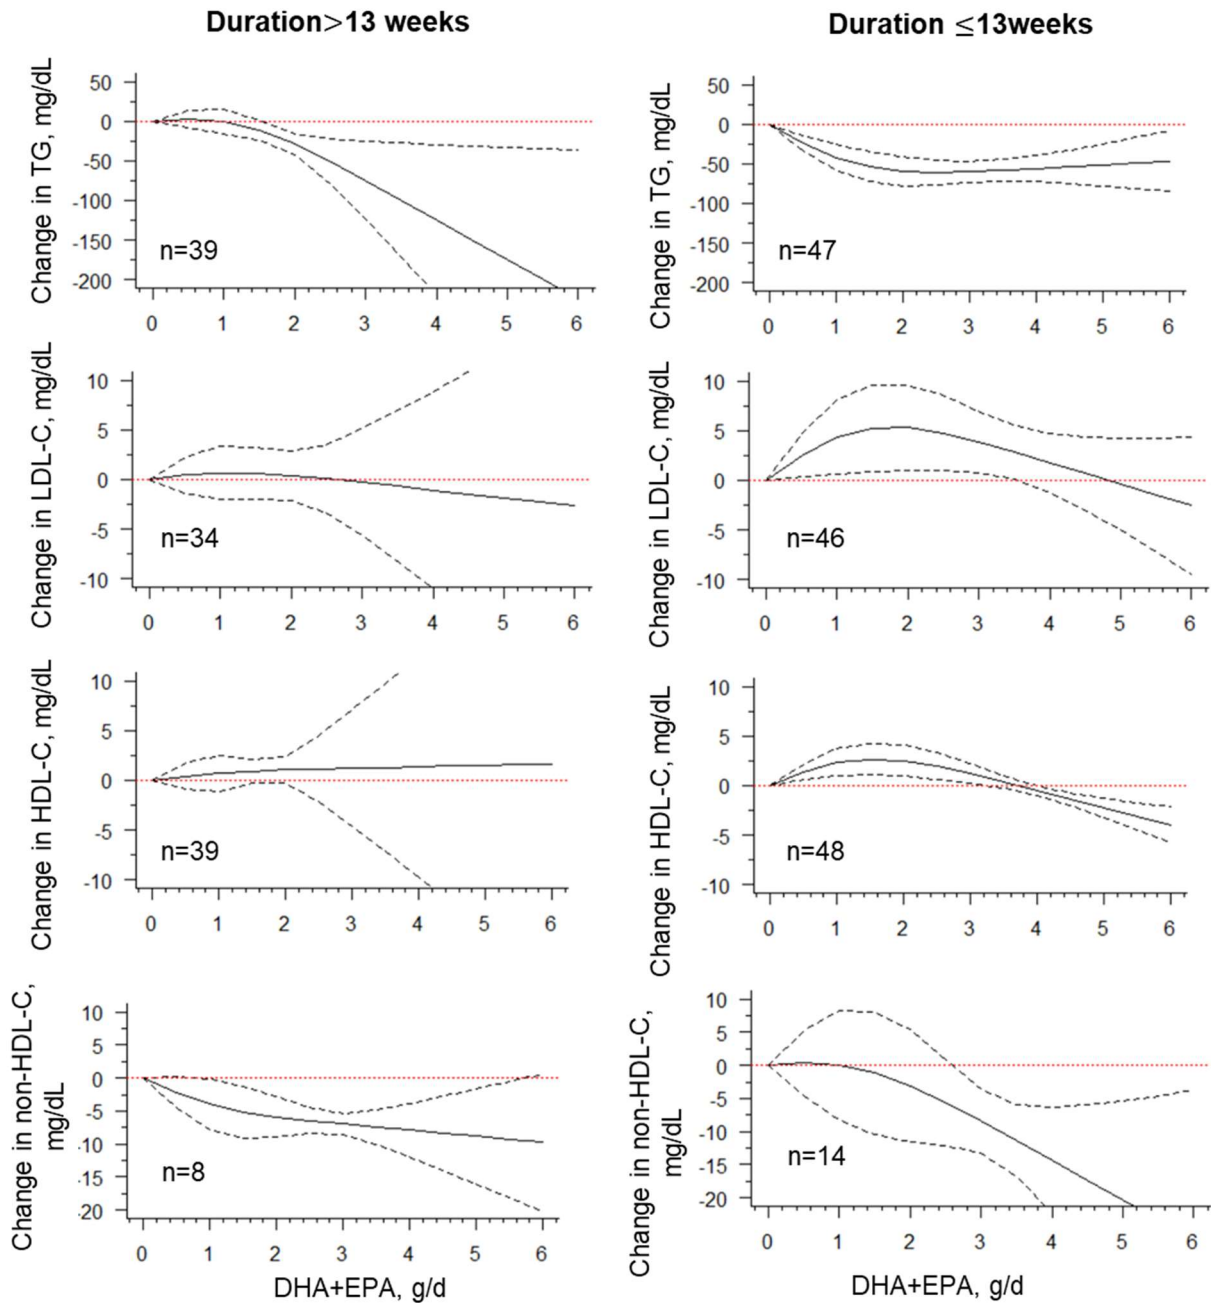 Duration>13 weeks
Duration ≤13weeks
Change in TG, mg/dL
50
0
-50
-100
-150
-200
n=39
0 1 2 3 4 5 6
Change in TG, mg/dL
50
0
-50
-100
-150
-200
n=47
0 1 2 3 4 5 6
Change in LDL-C, mg/dL
10
5
0
-5
-10
n=34
0 1 2 3 4 5 6
Change in LDL-C, mg/dL
10
5
0
-5
-10
n=46
0 1 2 3 4 5 6
Change in HDL-C, mg/dL
10
5
0
-5
-10
n=39
0 1 2 3 4 5 6
Change in HDL-C, mg/dL
10
5
0
-5
-10
n=48
0 1 2 3 4 5 6
Change in non-HDL-C,
mg/dL
10
5
0
-5
-10
-15
-20
n=8
0 1 2 3 4 5 6
DHA+EPA, g/d
Change in non-HDL-C,
mg/dL
10
5
0
-5
-10
-15
-20
n=14
0 1 2 3 4 5 6
DHA+EPA, g/d